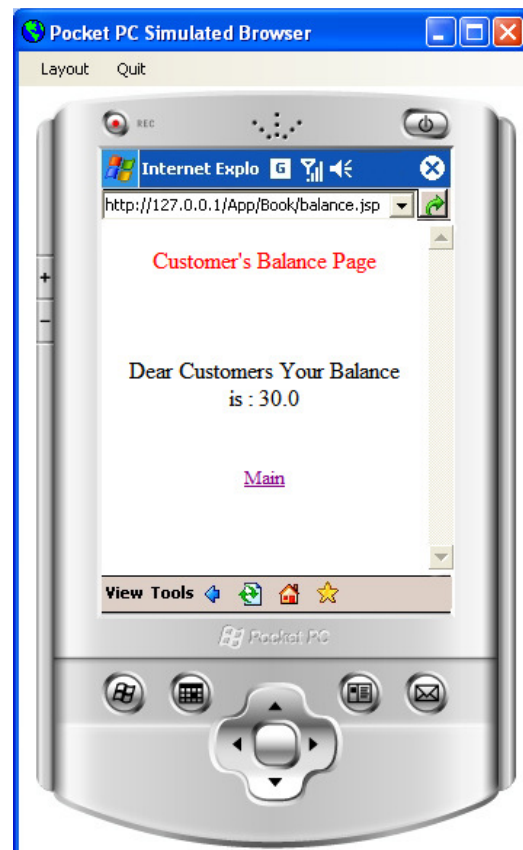 Pocket PC Simulated Browser
Layout Quit
REC
Internet Explo G
http://127.0.0.1/App/Book/balance.jsp
Customer's Balance Page
+
Dear Customers Your Balance
is : 30.0
Main
View Tools
Pocket PC